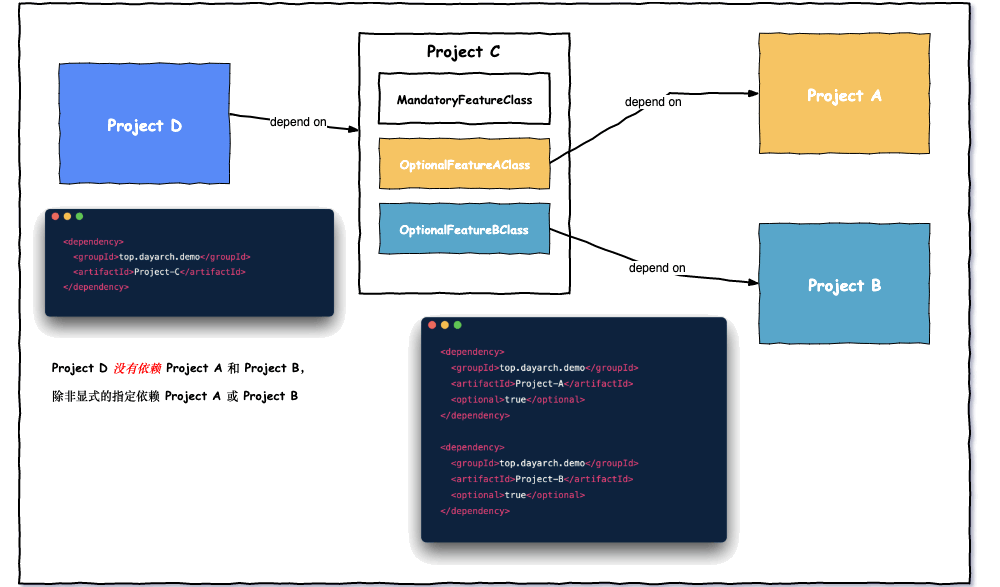 Project D
depend on
Project C
MandatoryFeatureClass
OptionalFeatureAClass
OptionalFeatureBClass
depend on
Project A
depend on
Project B
<dependency>
<groupId>top.dayarch.demo</groupId>
<artifactId>Project-C</artifactId>
</dependency>
Project D 没有依赖 Project A 和 Project B，
除非显式的指定依赖 Project A 或 Project B
<dependency>
<groupId>top.dayarch.demo</groupId>
<artifactId>Project-A</artifactId>
<optional>true</optional>
</dependency>
<dependency>
<groupId>top.dayarch.demo</groupId>
<artifactId>Project-B</artifactId>
<optional>true</optional>
</dependency>